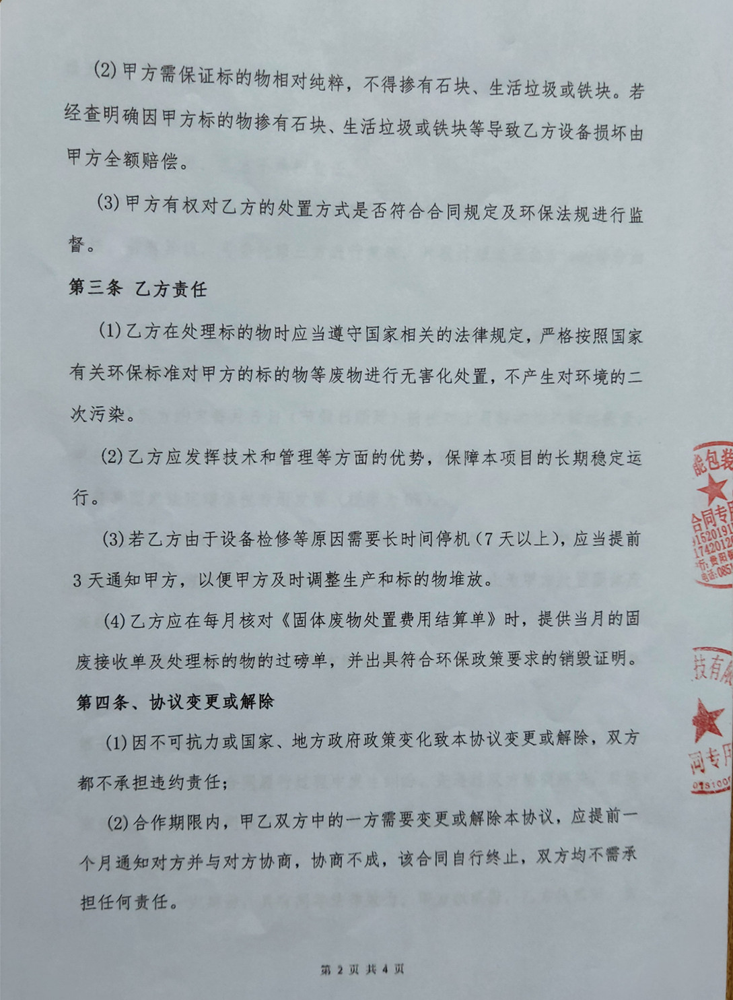 (2)甲方需保证标的物相对纯粹，不得掺有石块、生活垃圾或铁块。若
经查明确因甲方标的物掺有石块、生活垃圾或铁块等导致乙方设备损坏由
甲方全额赔偿。
(3)甲方有权对乙方的处置方式是否符合合同规定及环保法规进行监
督。
第三条 乙方责任
(1)乙方在处理标的物时应当遵守国家相关的法律规定，严格按照国家
有关环保标准对甲方的标的物等废物进行无害化处置，不产生对环境的二
次污染。
(2)乙方应发挥技术和管理等方面的优势，保障本项目的长期稳定运
行。
(3)若乙方由于设备检修等原因需要长时间停机(7天以上)，应当提前
3天通知甲方，以便甲方及时调整生产和标的物堆放。
(4)乙方应在每月核对《固体废物处置费用结算单》时，提供当月的固
废接收单及处理标的物的过磅单，并出具符合环保政策要求的销毁证明。
第四条、协议变更或解除
(1)因不可抗力或国家、地方政府政策变化致本协议变更或解除，双方
都不承担违约责任；
(2)合作期限内，甲乙双方中的一方需要变更或解除本协议，应提前一
个月通知对方并与对方协商，协商不成，该合同自行终止，双方均不需承
担任何责任。
能包装
合同专用
技有
同专用
第 2 页 共 4 页